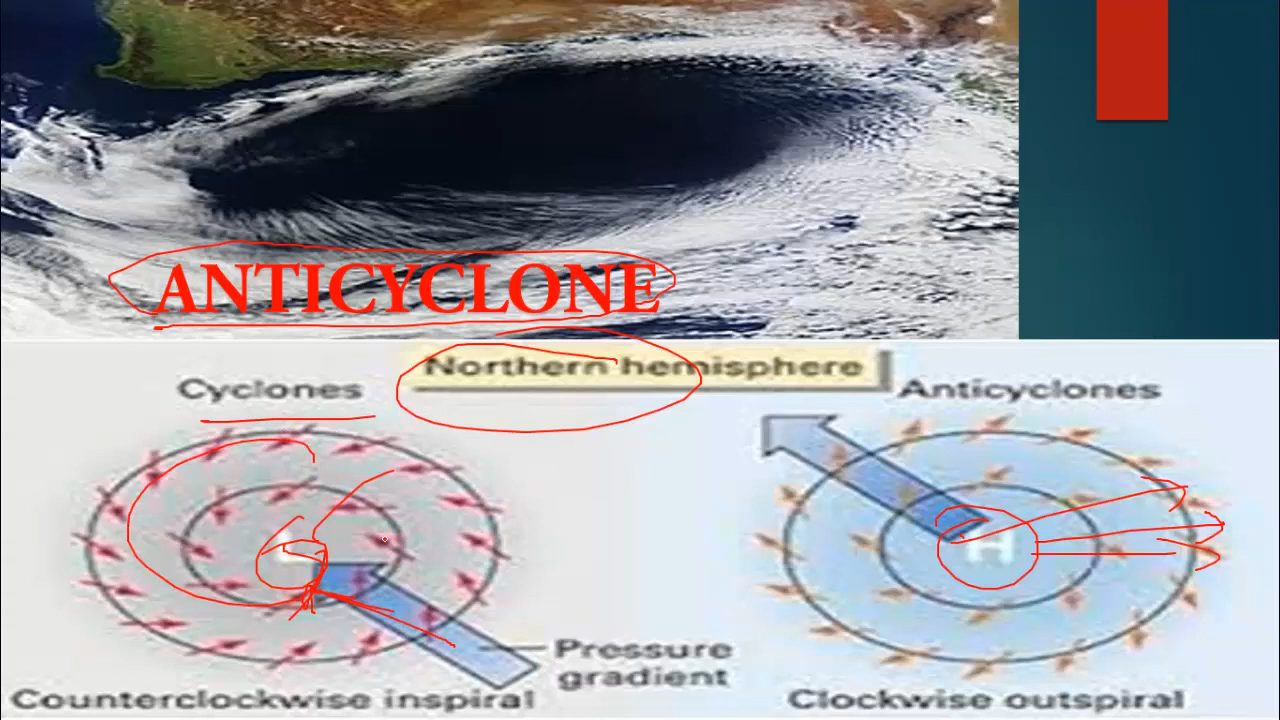 ANTICYCLONE
Northern hemisphere
Cyclones
Anticyclones
L
H
Pressure
gradient
Counterclockwise inspiral
Clockwise outspiral